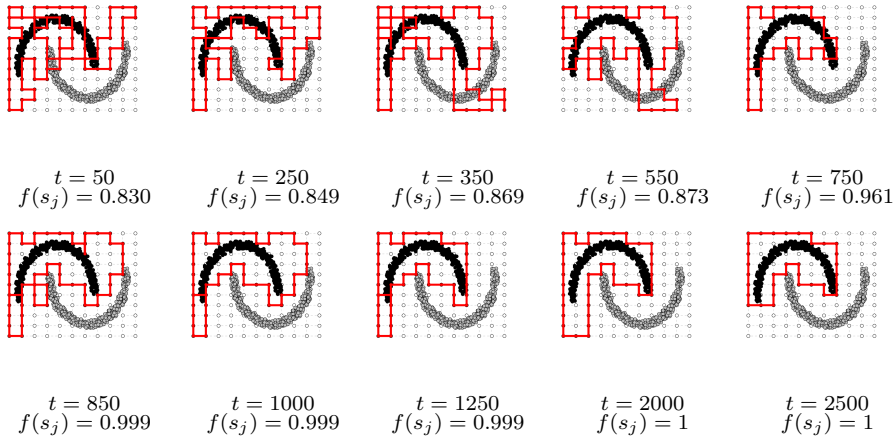 t = 50
f(s_j) = 0.830
t = 250
f(s_j) = 0.849
t = 350
f(s_j) = 0.869
t = 550
f(s_j) = 0.873
t = 750
f(s_j) = 0.961
t = 850
f(s_j) = 0.999
t = 1000
f(s_j) = 0.999
t = 1250
f(s_j) = 0.999
t = 2000
f(s_j) = 1
t = 2500
f(s_j) = 1